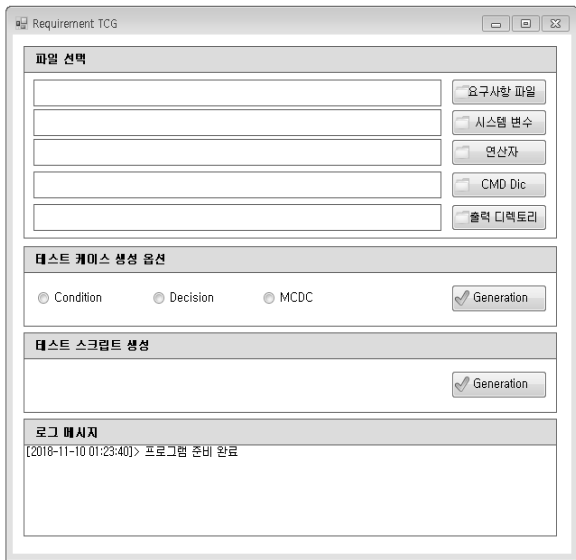 Requirement TCG
파일 선택
요구사항 파일
시스템 변수
연산자
CMD Dic
출력 디렉토리
테스트 케이스 생성 옵션
Condition Decision MCDC Generation
테스트 스크립트 생성
Generation
로그 메시지
[2018-11-10 01:23:40]> 프로그램 준비 완료